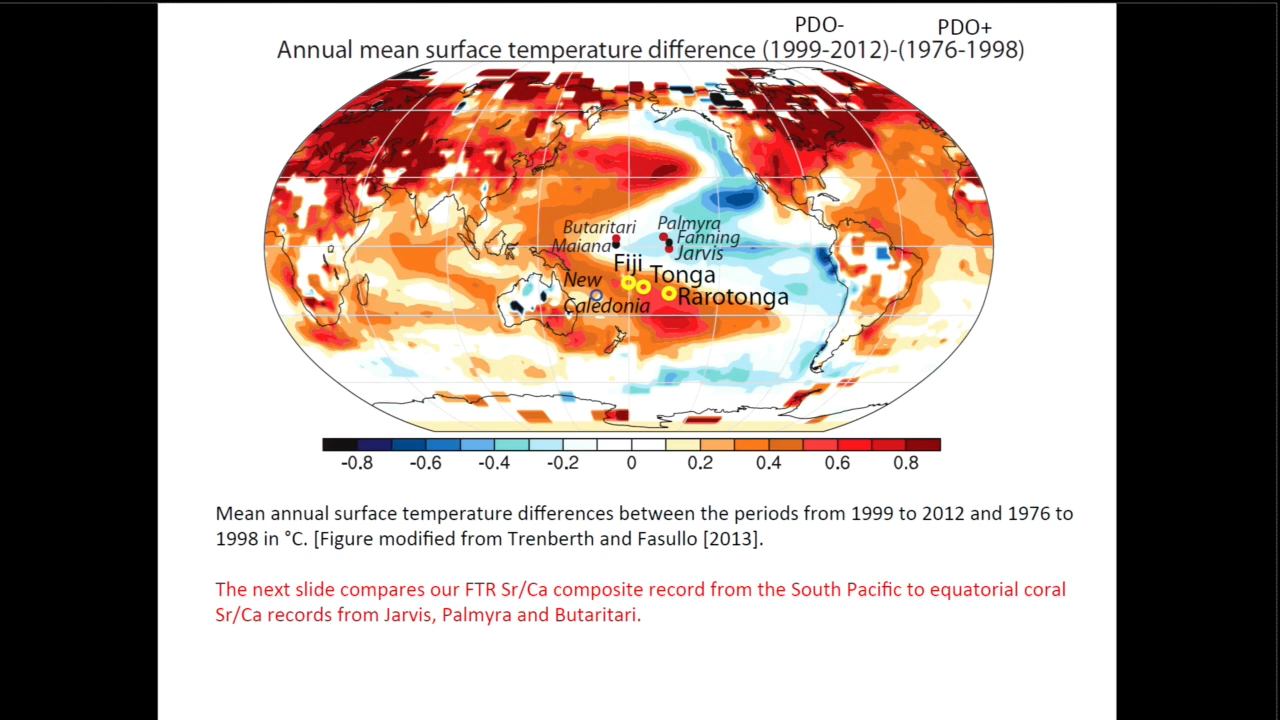 PDO- PDO+
Annual mean surface temperature difference (1999-2012)-(1976-1998)
Butaritari Palmyra
Maiana Fanning
Jarvis
Fiji Tonga
New
Rarotonga
Caledonia
-0.8 -0.6 -0.4 -0.2 0 0.2 0.4 0.6 0.8
Mean annual surface temperature differences between the periods from 1999 to 2012 and 1976 to
1998 in °C. [Figure modified from Trenberth and Fasullo [2013].
The next slide compares our FTR Sr/Ca composite record from the South Pacific to equatorial coral
Sr/Ca records from Jarvis, Palmyra and Butaritari.